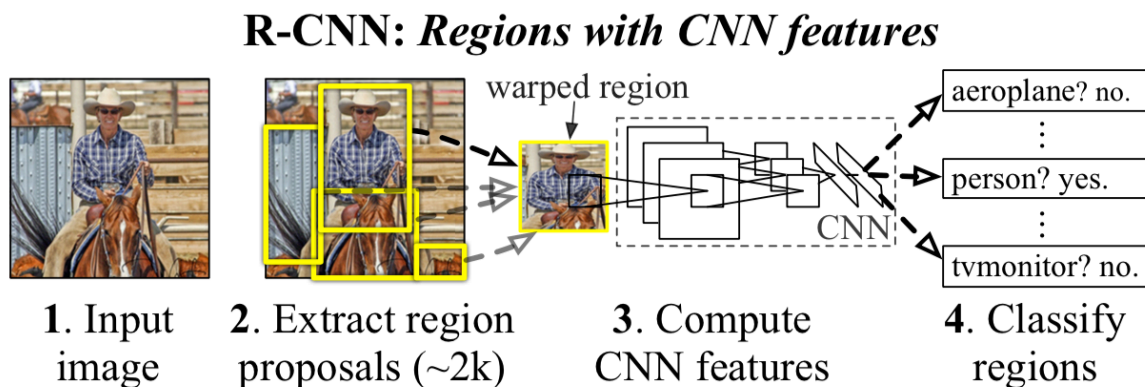 R-CNN: Regions with CNN features
warped region
aeroplane? no.
person? yes.
tvmonitor? no.
CNN
1. Input
image
2. Extract region
proposals (~2k)
3. Compute
CNN features
4. Classify
regions